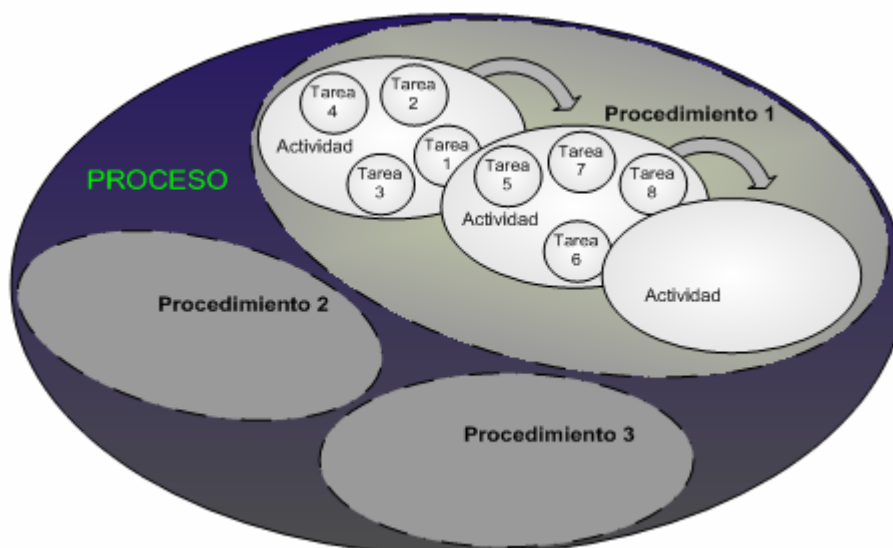 Tarea
4
Tarea
2
Actividad
Tarea
1
Tarea
3
Procedimiento 1
PROCESO
Tarea
5
Tarea
7
Tarea
8
Actividad
Tarea
6
Actividad
Procedimiento 2
Procedimiento 3